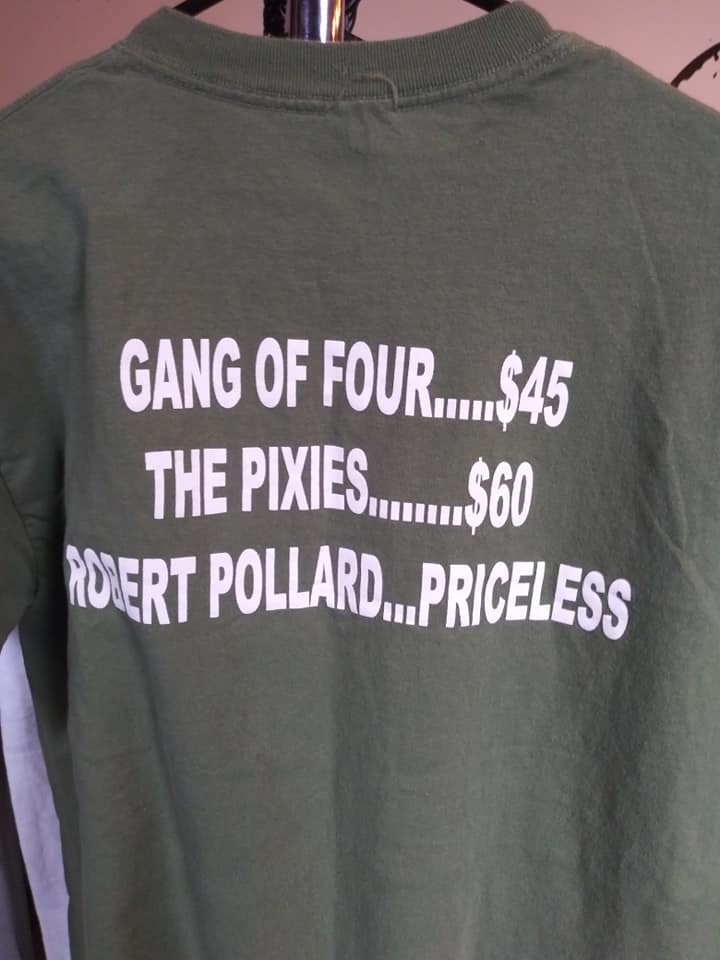 GANG OF FOUR.....$45
THE PIXIES........$60
ROBERT POLLARD...PRICELESS